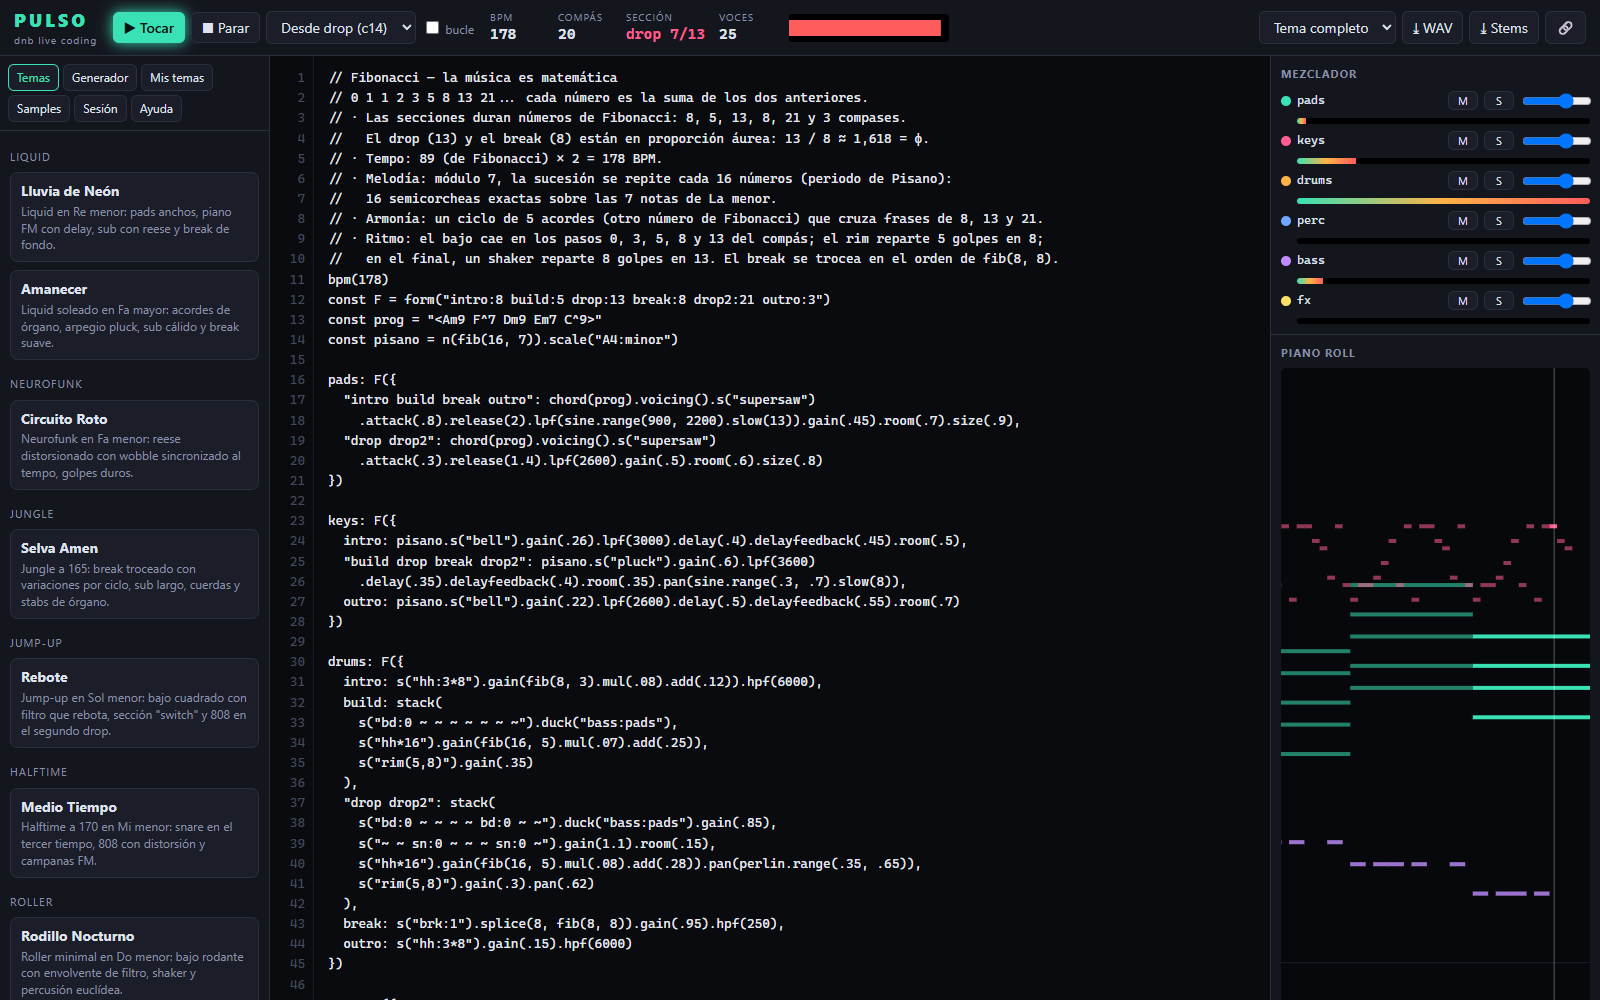 PULSO
dnb live coding
▶ Tocar
■ Parar
Desde drop (c14)
bucle
BPM
178
COMPÁS
20
SECCIÓN
drop 7/13
VOCES
25
Tema completo
⤓ WAV
⤓ Stems
Temas
Generador
Mis temas
Samples
Sesión
Ayuda
LIQUID
Lluvia de Neón
Liquid en Re menor: pads anchos, piano
FM con delay, sub con reese y break de
fondo.
Amanecer
Liquid soleado en Fa mayor: acordes de
órgano, arpegio pluck, sub cálido y break
suave.
NEUROFUNK
Circuito Roto
Neurofunk en Fa menor: reese
distorsionado con wobble sincronizado al
tempo, golpes duros.
JUNGLE
Selva Amen
Jungle a 165: break troceado con
variaciones por ciclo, sub largo, cuerdas y
stabs de órgano.
JUMP-UP
Rebote
Jump-up en Sol menor: bajo cuadrado con
filtro que rebota, sección "switch" y 808 en
el segundo drop.
HALFTIME
Medio Tiempo
Halftime a 170 en Mi menor: snare en el
tercer tiempo, 808 con distorsión y
campanas FM.
ROLLER
Rodillo Nocturno
Roller minimal en Do menor: bajo rodante
con envolvente de filtro, shaker y
percusión euclídea.
1 // Fibonacci — la música es matemática
2 // 0 1 1 2 3 5 8 13 21... cada número es la suma de los dos anteriores.
3 // · Las secciones duran números de Fibonacci: 8, 5, 13, 8, 21 y 3 compases.
4 //   El drop (13) y el break (8) están en proporción áurea: 13 / 8 ≈ 1,618 = ϕ.
5 // · Tempo: 89 (de Fibonacci) × 2 = 178 BPM.
6 // · Melodía: módulo 7, la sucesión se repite cada 16 números (periodo de Pisano):
7 //   16 semicorcheas exactas sobre las 7 notas de La menor.
8 // · Armonía: un ciclo de 5 acordes (otro número de Fibonacci) que cruza frases de 8, 13 y 21.
9 // · Ritmo: el bajo cae en los pasos 0, 3, 5, 8 y 13 del compás; el rim reparte 5 golpes en 8;
10 //   en el final, un shaker reparte 8 golpes en 13. El break se trocea en el orden de fib(8, 8).
11 bpm(178)
12 const F = form("intro:8 build:5 drop:13 break:8 drop2:21 outro:3")
13 const prog = "<Am9 F^7 Dm9 Em7 C^9>"
14 const pisano = n(fib(16, 7)).scale("A4:minor")
15
16 pads: F({
17   "intro build break outro": chord(prog).voicing().s("supersaw")
18     .attack(.8).release(2).lpf(sine.range(900, 2200).slow(13)).gain(.45).room(.7).size(.9),
19   "drop drop2": chord(prog).voicing().s("supersaw")
20     .attack(.3).release(1.4).lpf(2600).gain(.5).room(.6).size(.8)
21 })
22
23 keys: F({
24   intro: pisano.s("bell").gain(.26).lpf(3000).delay(.4).delayfeedback(.45).room(.5),
25   "build drop break drop2": pisano.s("pluck").gain(.6).lpf(3600)
26     .delay(.35).delayfeedback(.4).room(.35).pan(sine.range(.3, .7).slow(8)),
27   outro: pisano.s("bell").gain(.22).lpf(2600).delay(.5).delayfeedback(.55).room(.7)
28 })
29
30 drums: F({
31   intro: s("hh:3*8").gain(fib(8, 3).mul(.08).add(.12)).hpf(6000),
32   build: stack(
33     s("bd:0 ~ ~ ~ ~ ~ ~ ~").duck("bass:pads"),
34     s("hh*16").gain(fib(16, 5).mul(.07).add(.25)),
35     s("rim(5,8)").gain(.35)
36   ),
37   "drop drop2": stack(
38     s("bd:0 ~ ~ ~ ~ bd:0 ~ ~").duck("bass:pads").gain(.85),
39     s("~ ~ sn:0 ~ ~ ~ sn:0 ~").gain(1.1).room(.15),
40     s("hh*16").gain(fib(16, 5).mul(.08).add(.28)).pan(perlin.range(.35, .65)),
41     s("rim(5,8)").gain(.3).pan(.62)
42   ),
43   break: s("brk:1").splice(8, fib(8, 8)).gain(.95).hpf(250),
44   outro: s("hh:3*8").gain(.15).hpf(6000)
45 })
46
MEZCLADOR
pads M S
keys M S
drums M S
perc M S
bass M S
fx M S
PIANO ROLL